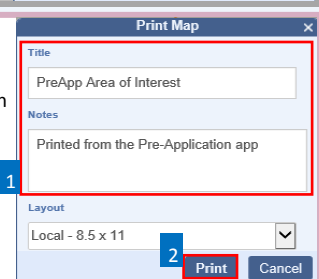 Print Map ×
Title
PreApp Area of Interest
Notes
Printed from the Pre-Application app
1
Layout
Local - 8.5 x 11
2
Print Cancel